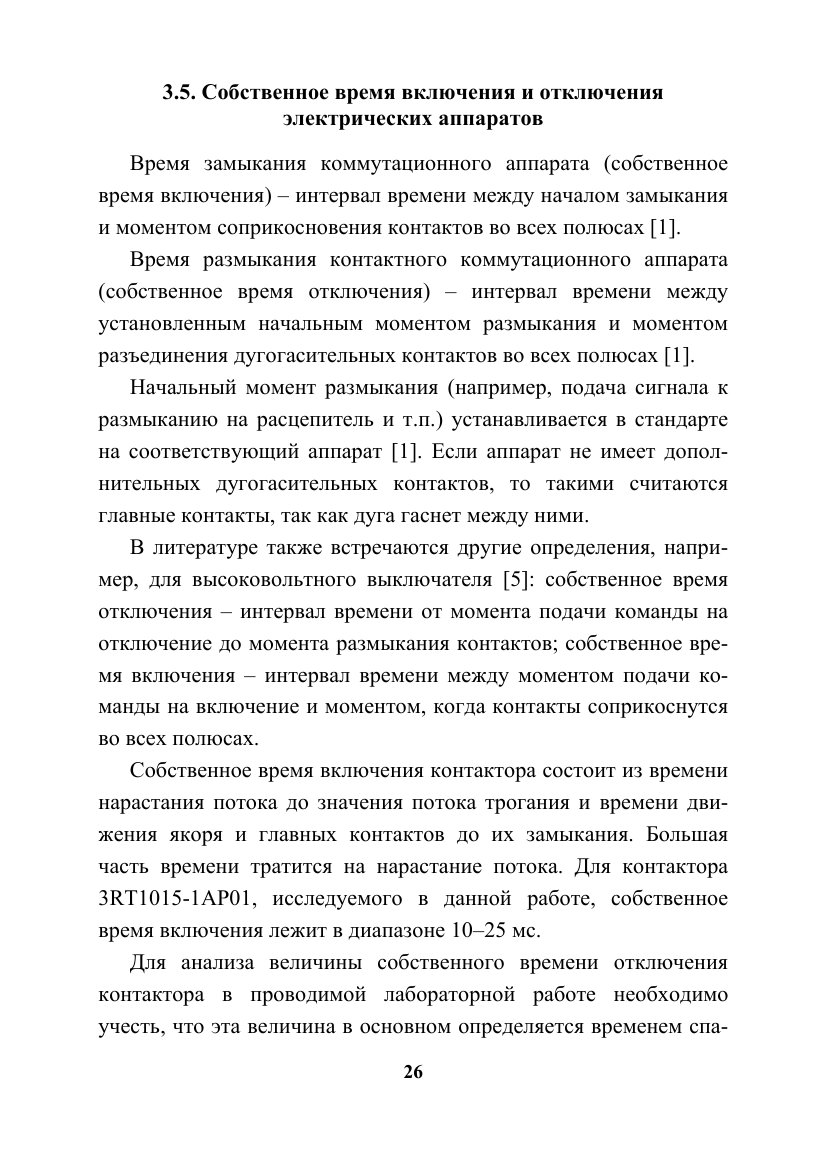 3.5. Собственное время включения и отключения
электрических аппаратов
Время замыкания коммутационного аппарата (собственное
время включения) – интервал времени между началом замыкания
и моментом соприкосновения контактов во всех полюсах [1].
Время размыкания контактного коммутационного аппарата
(собственное время отключения) – интервал времени между
установленным начальным моментом размыкания и моментом
разъединения дугогасительных контактов во всех полюсах [1].
Начальный момент размыкания (например, подача сигнала к
размыканию на расцепитель и т.п.) устанавливается в стандарте
на соответствующий аппарат [1]. Если аппарат не имеет допол-
нительных дугогасительных контактов, то такими считаются
главные контакты, так как дуга гаснет между ними.
В литературе также встречаются другие определения, напри-
мер, для высоковольтного выключателя [5]: собственное время
отключения – интервал времени от момента подачи команды на
отключение до момента размыкания контактов; собственное вре-
мя включения – интервал времени между моментом подачи ко-
манды на включение и моментом, когда контакты соприкоснутся
во всех полюсах.
Собственное время включения контактора состоит из времени
нарастания потока до значения потока трогания и времени дви-
жения якоря и главных контактов до их замыкания. Большая
часть времени тратится на нарастание потока. Для контактора
3RT1015-1AP01, исследуемого в данной работе, собственное
время включения лежит в диапазоне 10–25 мс.
Для анализа величины собственного времени отключения
контактора в проводимой лабораторной работе необходимо
учесть, что эта величина в основном определяется временем спа-
26